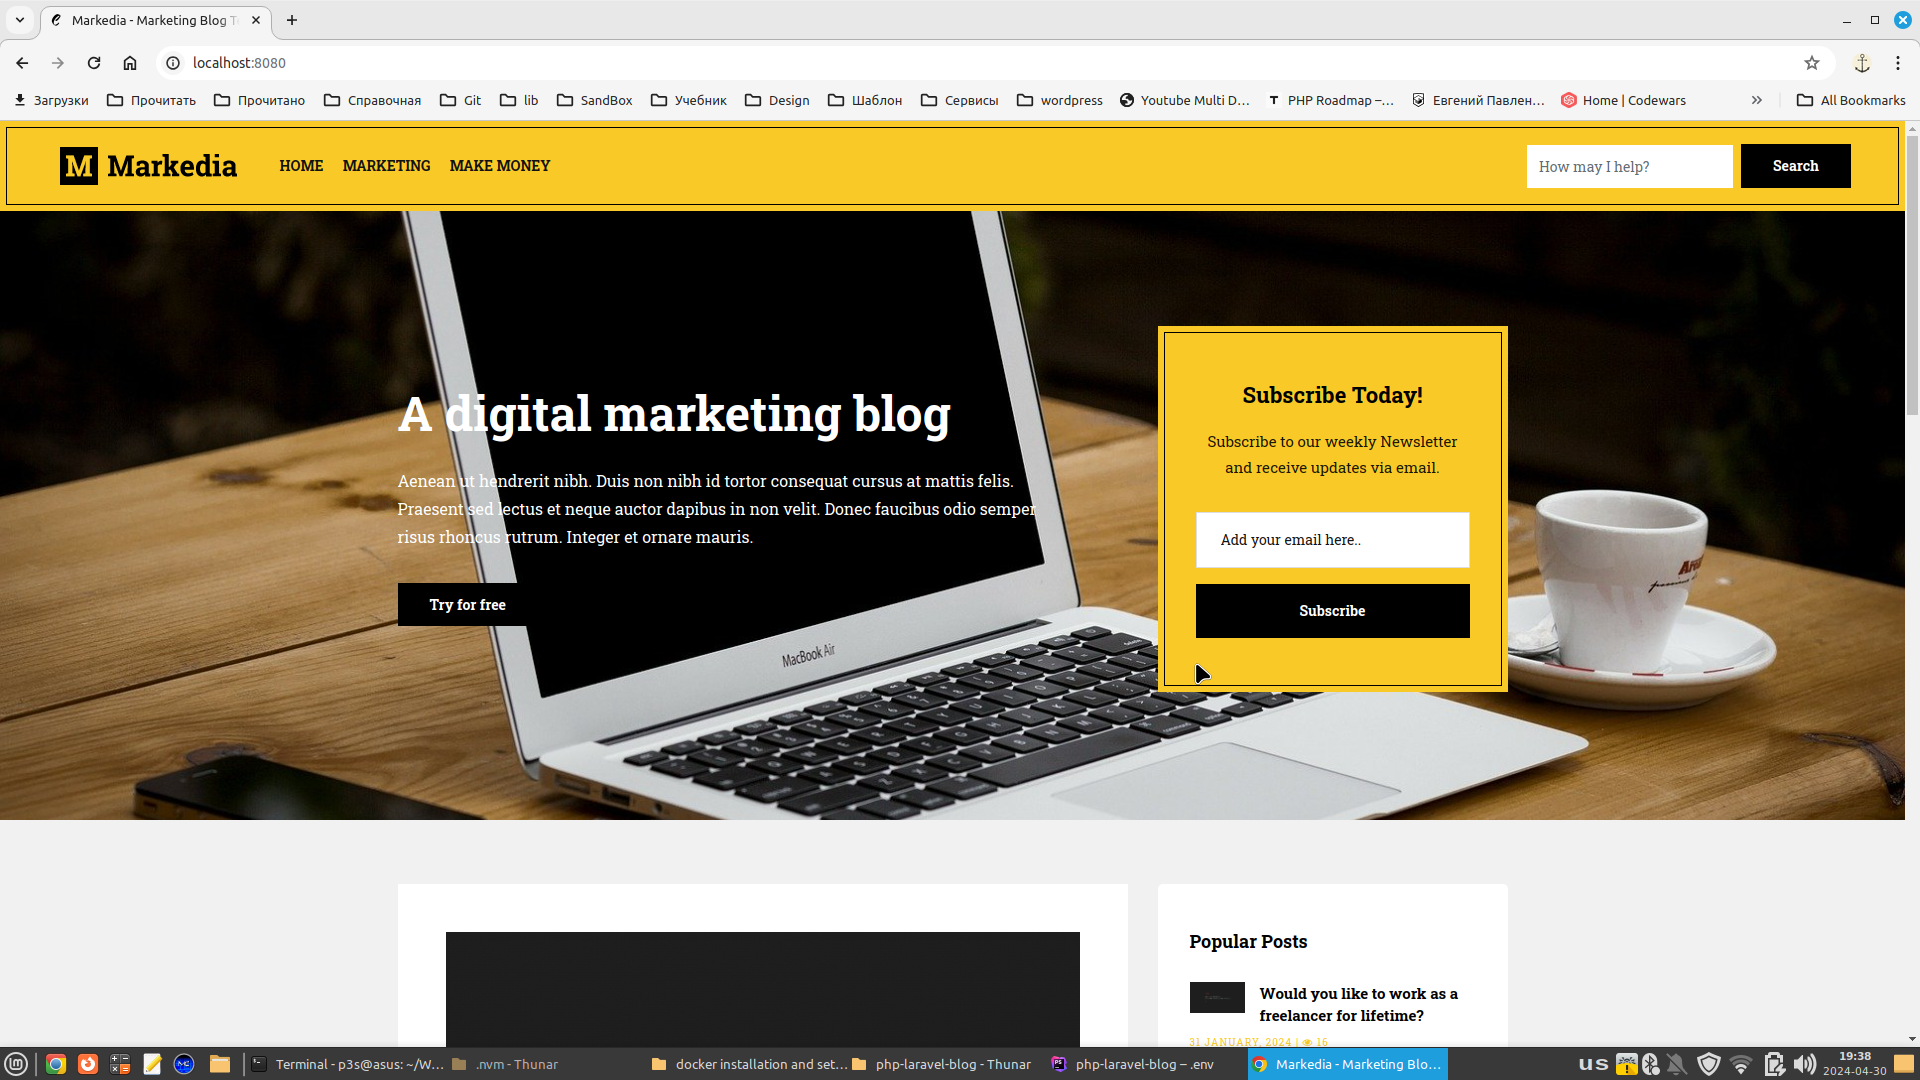 Markedia - Marketing Blog T
localhost:8080
Загрузки Прочитать Прочитано Справочная Git lib SandBox Учебник Design Шаблон Сервисы wordpress Youtube Multi D... PHP Roadmap –... Евгений Павлен... Home | Codewars » All Bookmarks
M Markedia HOME MARKETING MAKE MONEY How may I help? Search
A digital marketing blog
Aenean ut hendrerit nibh. Duis non nibh id tortor consequat cursus at mattis felis.
Praesent sed lectus et neque auctor dapibus in non velit. Donec faucibus odio semper
risus rhoncus rutrum. Integer et ornare mauris.
Try for free
MacBook Air
Subscribe Today!
Subscribe to our weekly Newsletter
and receive updates via email.
Add your email here..
Subscribe
Popular Posts
Would you like to work as a
freelancer for lifetime?
31 JANUARY, 2024 | 16
Terminal - p3s@asus: ~/W... .nvm - Thunar docker installation and set... php-laravel-blog - Thunar php-laravel-blog – .env Markedia - Marketing Blo... us 19:38
2024-04-30